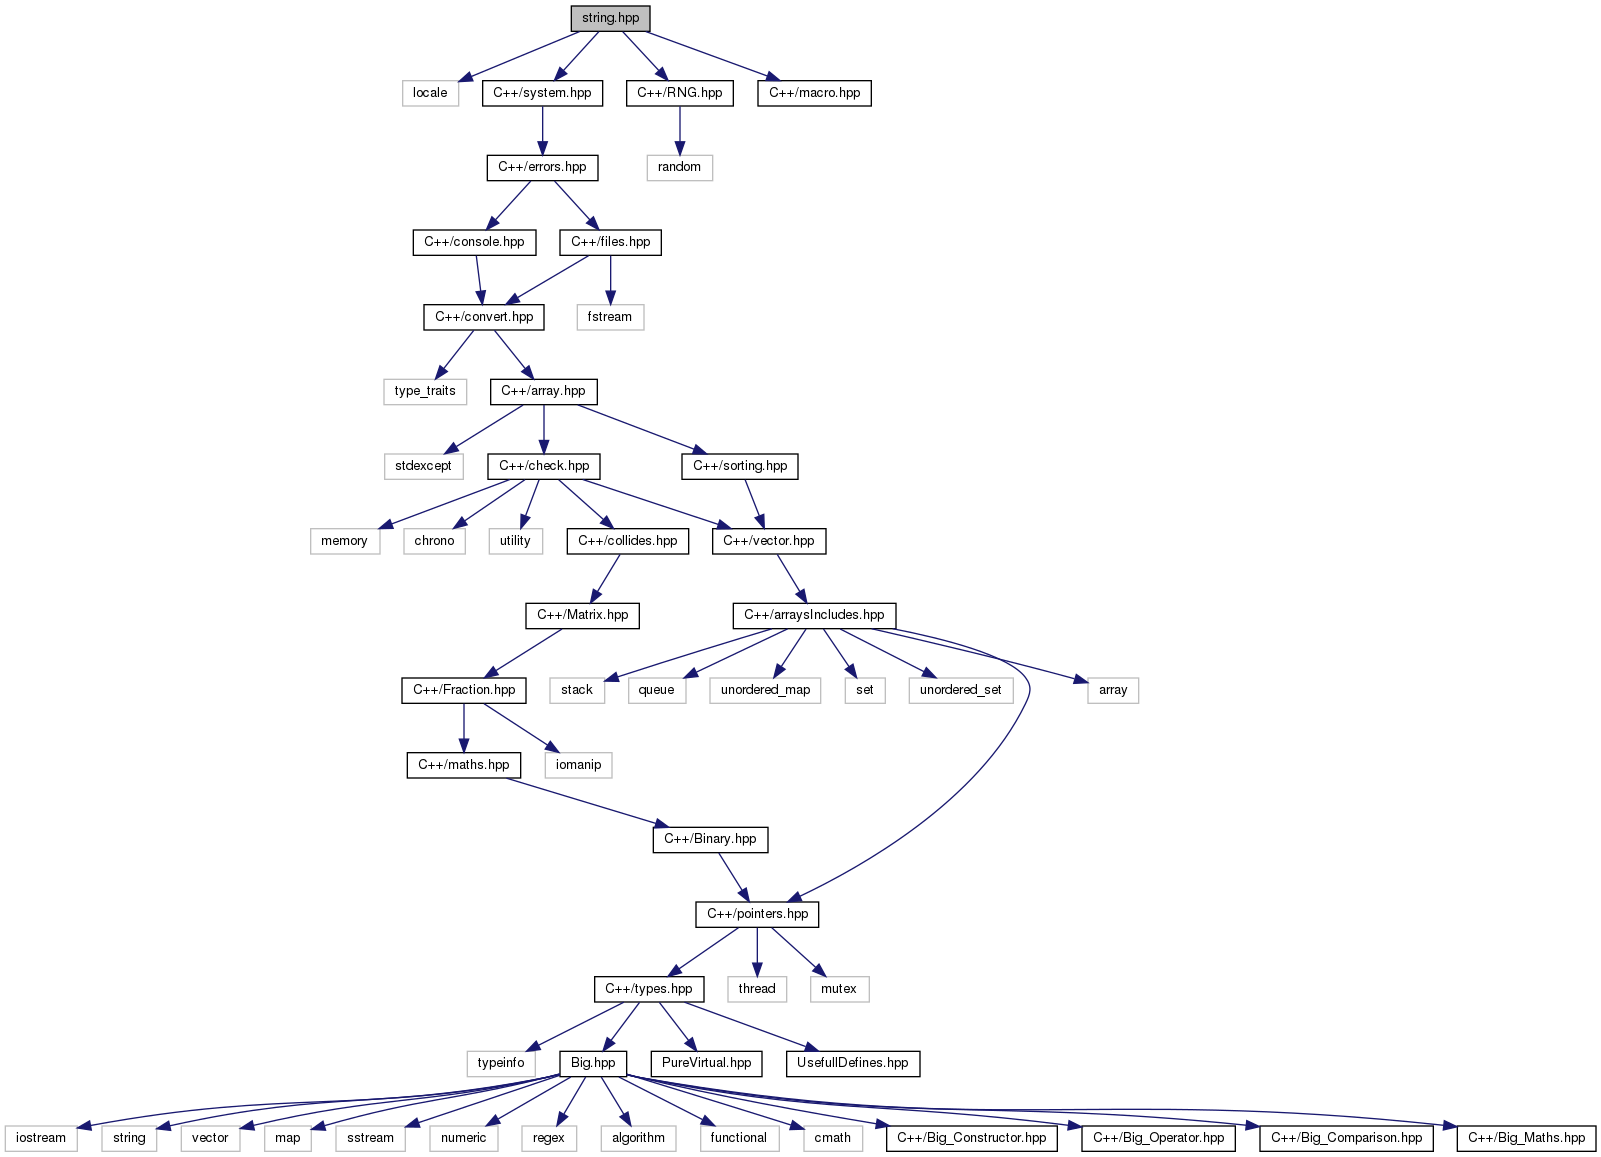 string.hpp
locale
C++/system.hpp
C++/RNG.hpp
C++/macro.hpp
C++/errors.hpp
random
C++/console.hpp
C++/files.hpp
C++/convert.hpp
fstream
type_traits
C++/array.hpp
stdexcept
C++/check.hpp
C++/sorting.hpp
memory
chrono
utility
C++/collides.hpp
C++/vector.hpp
C++/Matrix.hpp
C++/arraysIncludes.hpp
C++/Fraction.hpp
stack
queue
unordered_map
set
unordered_set
array
C++/maths.hpp
iomanip
C++/Binary.hpp
C++/pointers.hpp
C++/types.hpp
thread
mutex
typeinfo
Big.hpp
PureVirtual.hpp
UsefullDefines.hpp
iostream
string
vector
map
sstream
numeric
regex
algorithm
functional
cmath
C++/Big_Constructor.hpp
C++/Big_Operator.hpp
C++/Big_Comparison.hpp
C++/Big_Maths.hpp